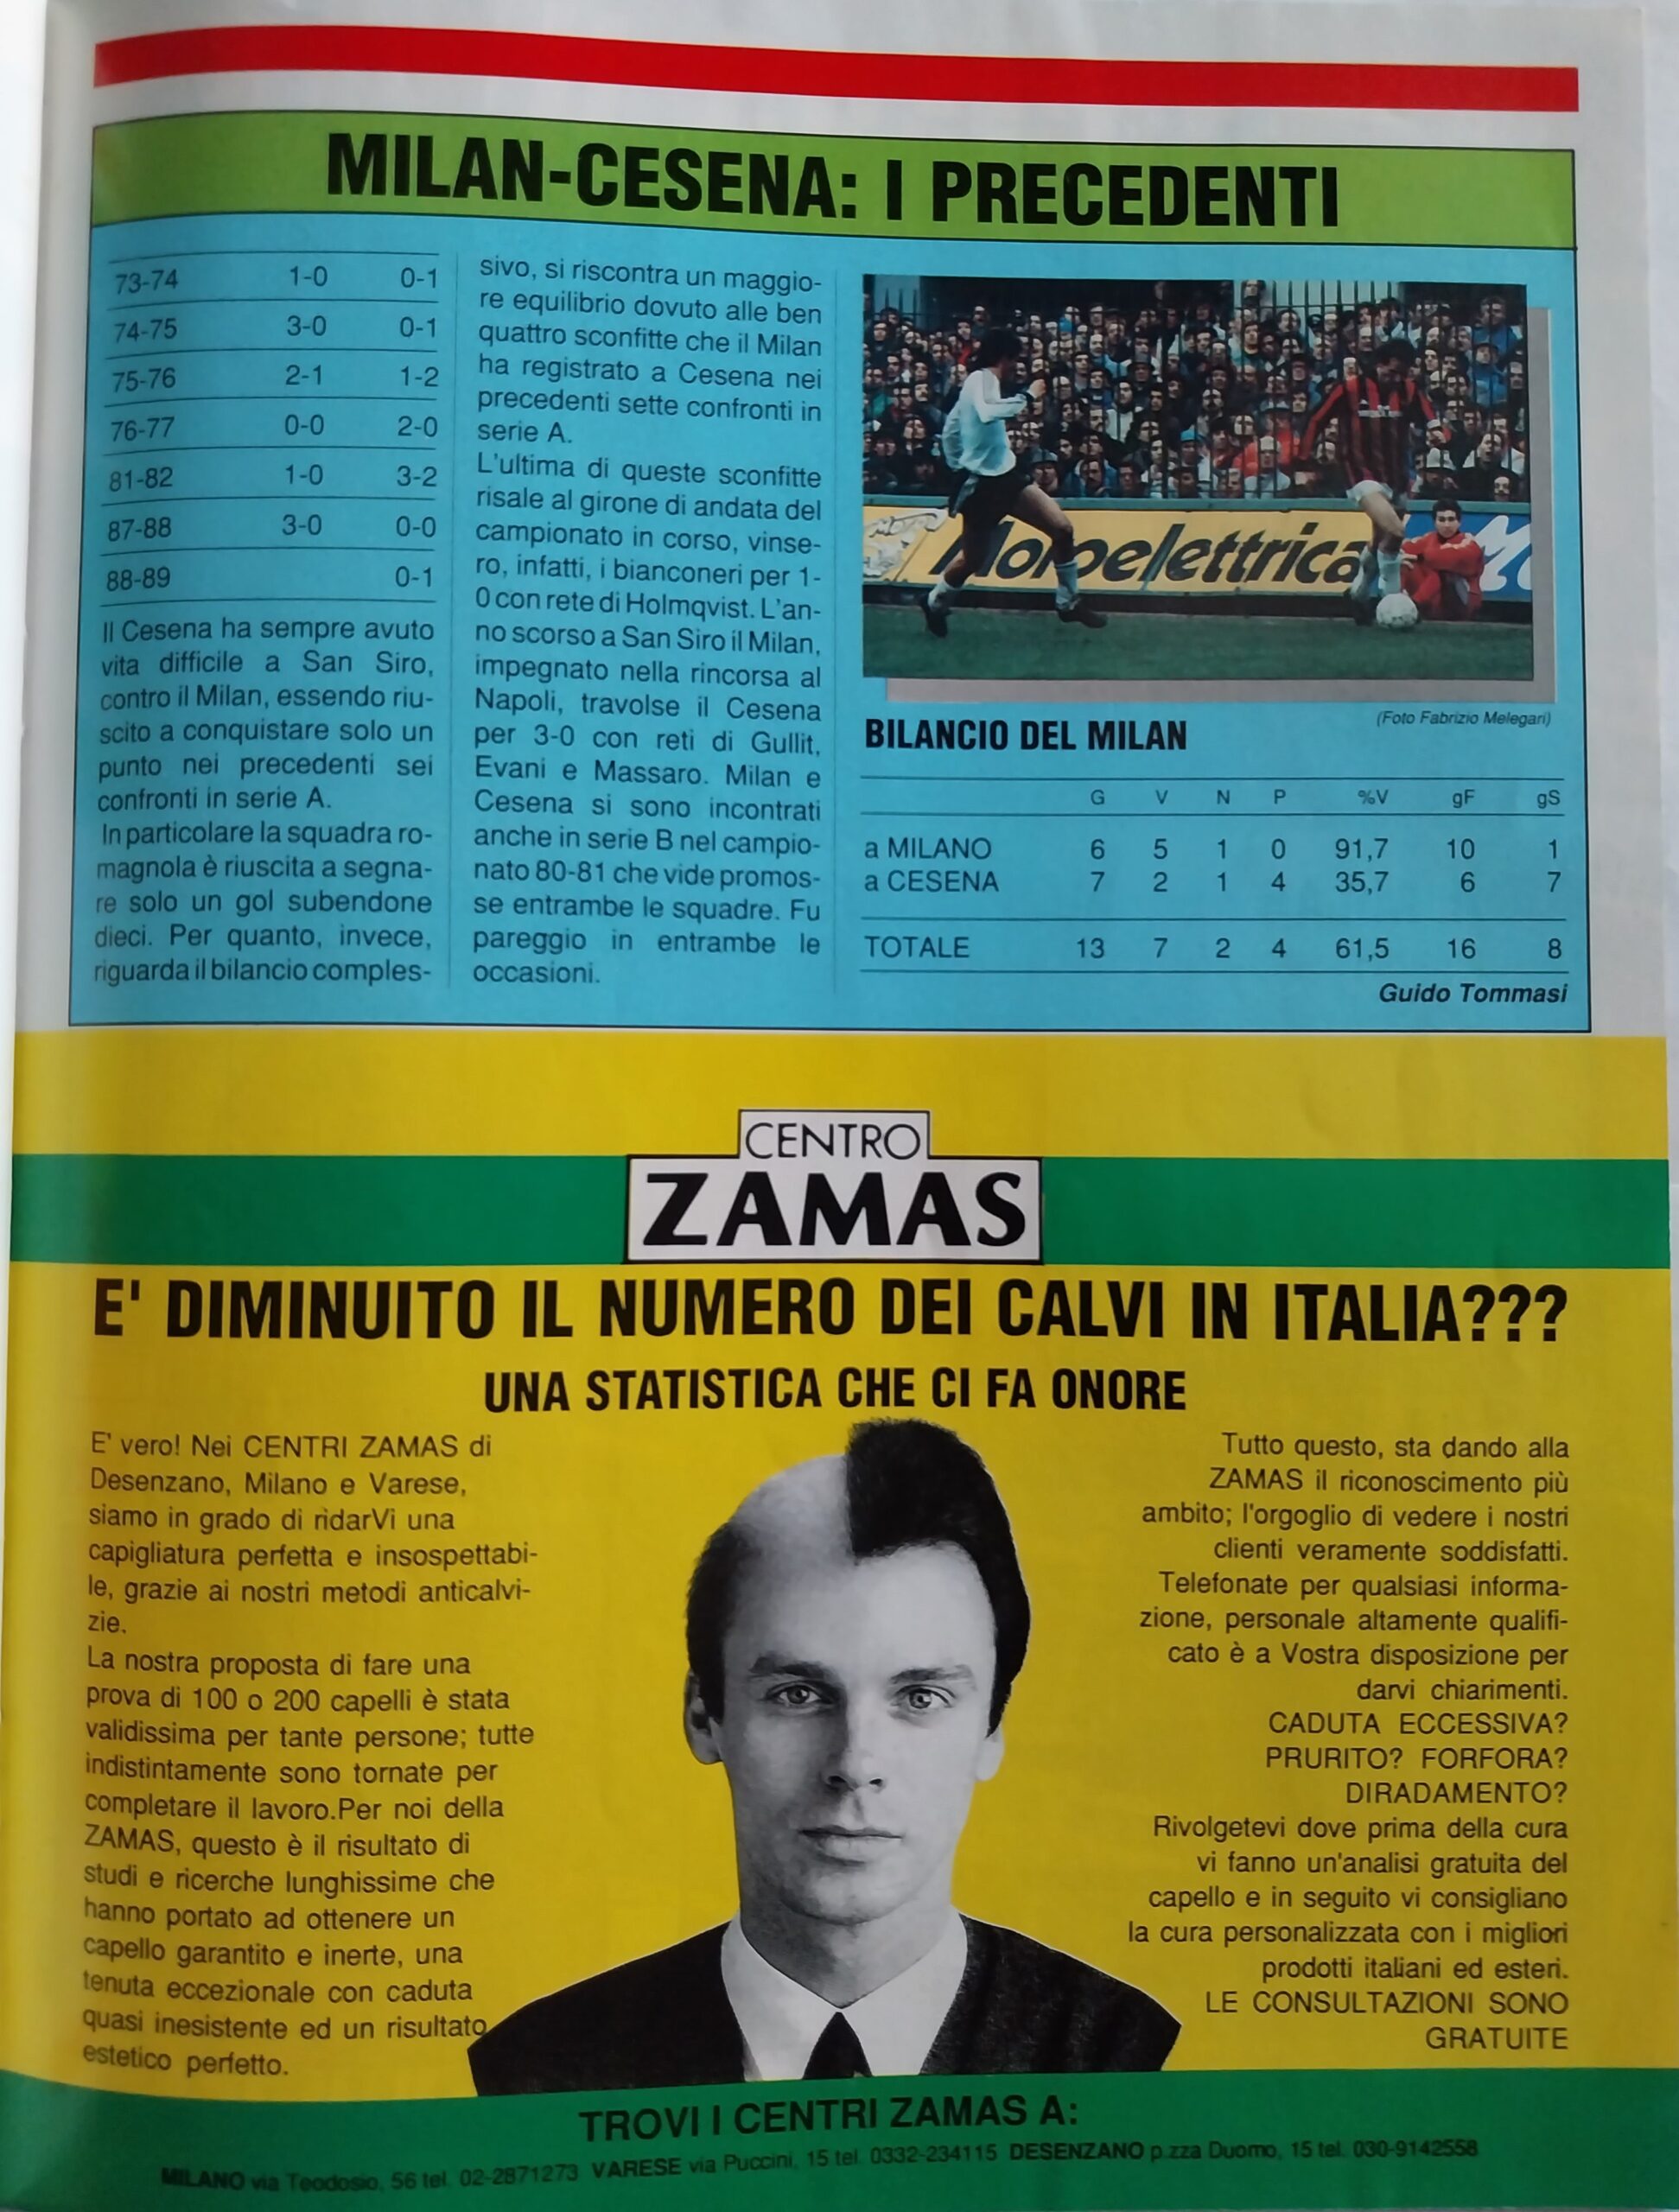 MILAN-CESENA: I PRECEDENTI
73-74 1-0 0-1
74-75 3-0 0-1
75-76 2-1 1-2
76-77 0-0 2-0
81-82 1-0 3-2
87-88 3-0 0-0
88-89 0-1
Il Cesena ha sempre avuto
vita difficile a San Siro,
contro il Milan, essendo riu-
scito a conquistare solo un
punto nei precedenti sei
confronti in serie A.
In particolare la squadra ro-
magnola è riuscita a segna-
re solo un gol subendone
dieci. Per quanto, invece,
riguarda il bilancio comples-
sivo, si riscontra un maggio-
re equilibrio dovuto alle ben
quattro sconfitte che il Milan
ha registrato a Cesena nei
precedenti sette confronti in
serie A.
L'ultima di queste sconfitte
risale al girone di andata del
campionato in corso, vinse-
ro, infatti, i bianconeri per 1-
0 con rete di Holmqvist. L'an-
no scorso a San Siro il Milan,
impegnato nella rincorsa al
Napoli, travolse il Cesena
per 3-0 con reti di Gullit,
Evani e Massaro. Milan e
Cesena si sono incontrati
anche in serie B nel campio-
nato 80-81 che vide promos-
se entrambe le squadre. Fu
pareggio in entrambe le
occasioni.
(Foto Fabrizio Melegari)
BILANCIO DEL MILAN
G V N P %V gF gS
a MILANO 6 5 1 0 91,7 10 1
a CESENA 7 2 1 4 35,7 6 7
TOTALE 13 7 2 4 61,5 16 8
Guido Tommasi
CENTRO
ZAMAS
E' DIMINUITO IL NUMERO DEI CALVI IN ITALIA???
UNA STATISTICA CHE CI FA ONORE
E' vero! Nei CENTRI ZAMAS di
Desenzano, Milano e Varese,
siamo in grado di ridarVi una
capigliatura perfetta e insospettabi-
le, grazie ai nostri metodi anticalvi-
zie.
La nostra proposta di fare una
prova di 100 o 200 capelli è stata
validissima per tante persone; tutte
indistintamente sono tornate per
completare il lavoro.Per noi della
ZAMAS, questo è il risultato di
studi e ricerche lunghissime che
hanno portato ad ottenere un
capello garantito e inerte, una
tenuta eccezionale con caduta
quasi inesistente ed un risultato
estetico perfetto.
Tutto questo, sta dando alla
ZAMAS il riconoscimento più
ambito; l'orgoglio di vedere i nostri
clienti veramente soddisfatti.
Telefonate per qualsiasi informa-
zione, personale altamente qualifi-
cato è a Vostra disposizione per
darvi chiarimenti.
CADUTA ECCESSIVA?
PRURITO? FORFORA?
DIRADAMENTO?
Rivolgetevi dove prima della cura
vi fanno un'analisi gratuita del
capello e in seguito vi consigliano
la cura personalizzata con i migliori
prodotti italiani ed esteri.
LE CONSULTAZIONI SONO
GRATUITE
TROVI I CENTRI ZAMAS A:
MILANO via Teodosio, 56 tel. 02-2871273 VARESE via Puccini, 15 tel. 0332-234115 DESENZANO p.zza Duomo, 15 tel. 030-9142558